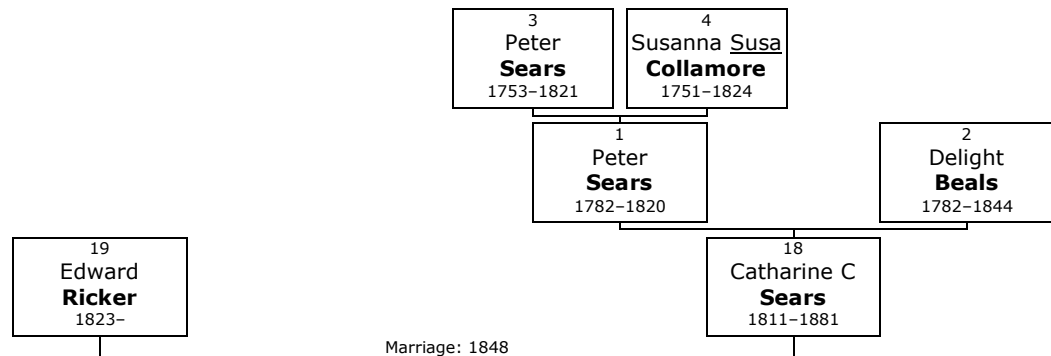 3
Peter
Sears
1753–1821
4
Susanna Susa
Collamore
1751–1824
1
Peter
Sears
1782–1820
2
Delight
Beals
1782–1844
19
Edward
Ricker
1823–
18
Catharine C
Sears
1811–1881
Marriage: 1848